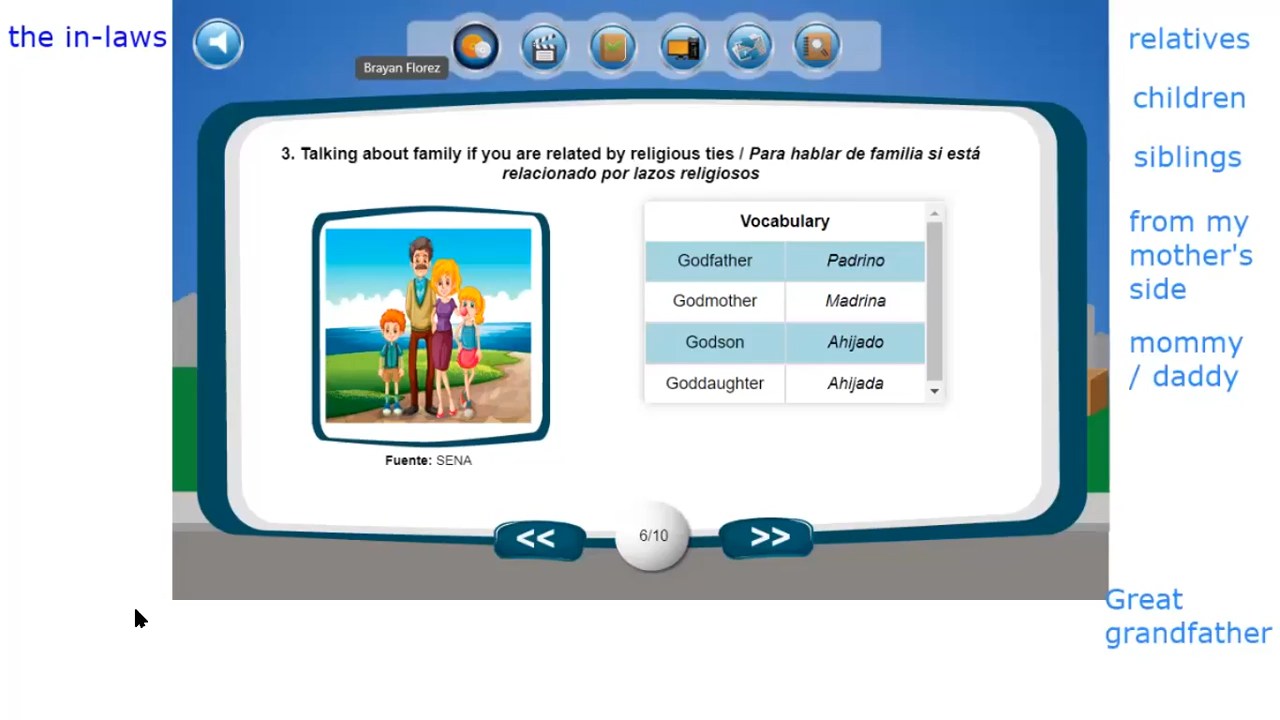 the in-laws
Brayan Florez
3. Talking about family if you are related by religious ties / Para hablar de familia si está
relacionado por lazos religiosos
Vocabulary
Godfather Padrino
Godmother Madrina
Godson Ahijado
Goddaughter Ahijada
Fuente: SENA
<< 6/10 >>
relatives
children
siblings
from my
mother's
side
mommy
/ daddy
Great
grandfather